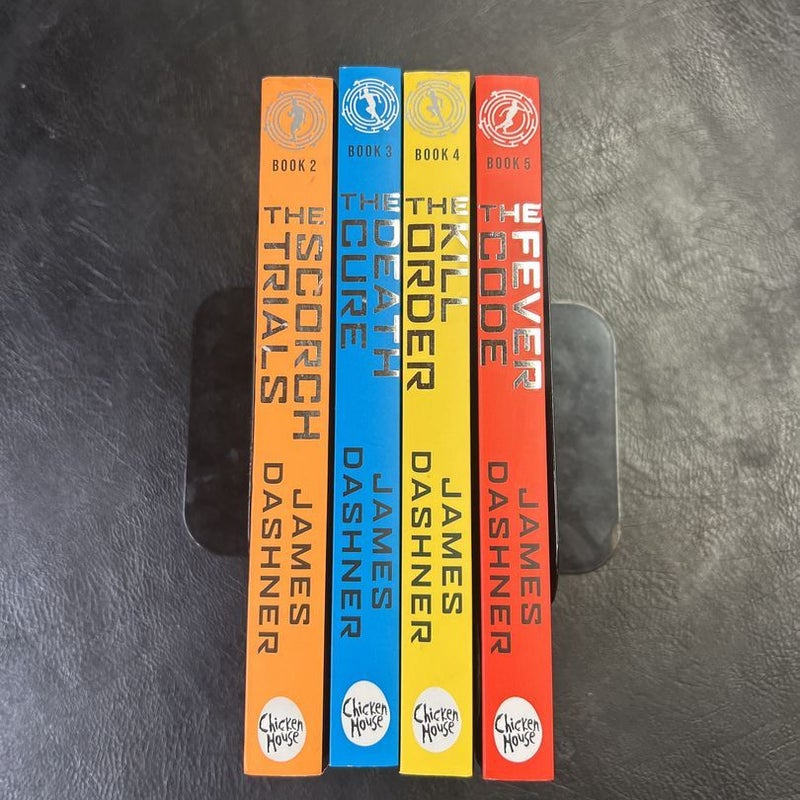 BOOK 2
THE SCORCH
TRIALS
JAMES
DASHNER
Chicken
House
BOOK 3
THE DEATH
CURE
JAMES
DASHNER
Chicken
House
BOOK 4
THE KILL
ORDER
JAMES
DASHNER
Chicken
House
BOOK 5
THE FEVER
CODE
JAMES
DASHNER
Chicken
House